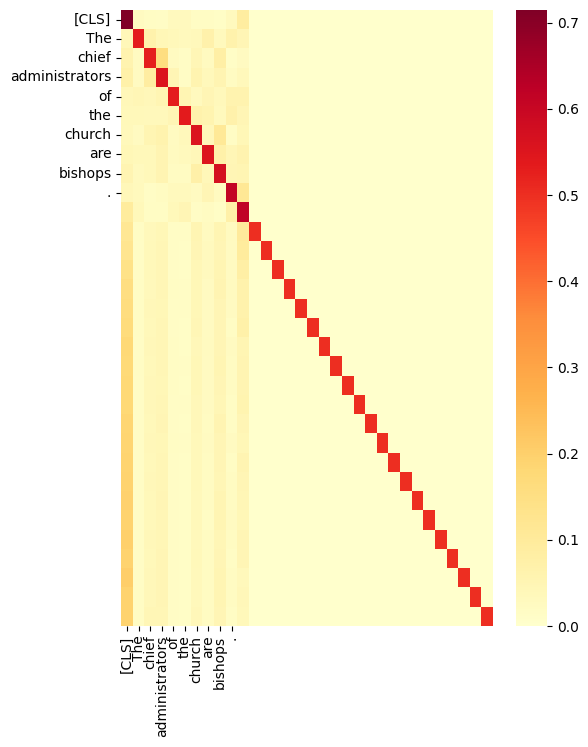 [CLS]
The
chief
administrators
of
the
church
are
bishops
.
0.7
0.6
0.5
0.4
0.3
0.2
0.1
0.0
[CLS]
The
chief
administrators
of
the
church
are
bishops
.